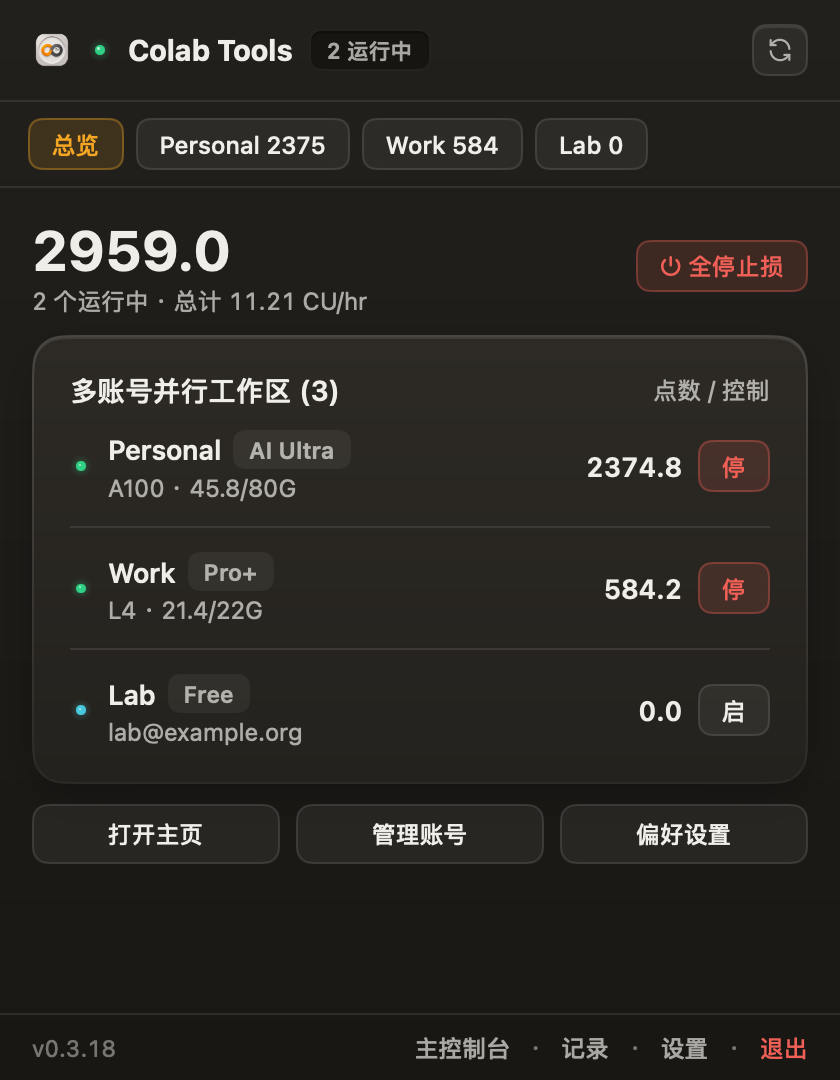 Colab Tools 2 运行中
总览 Personal 2375 Work 584 Lab 0
2959.0
全停止损
2 个运行中 · 总计 11.21 CU/hr
多账号并行工作区 (3) 点数 / 控制
Personal AI Ultra
A100 · 45.8/80G
2374.8 停
Work Pro+
L4 · 21.4/22G
584.2 停
Lab Free
lab@example.org
0.0 启
打开主页 管理账号 偏好设置
v0.3.18 主控制台 · 记录 · 设置 · 退出